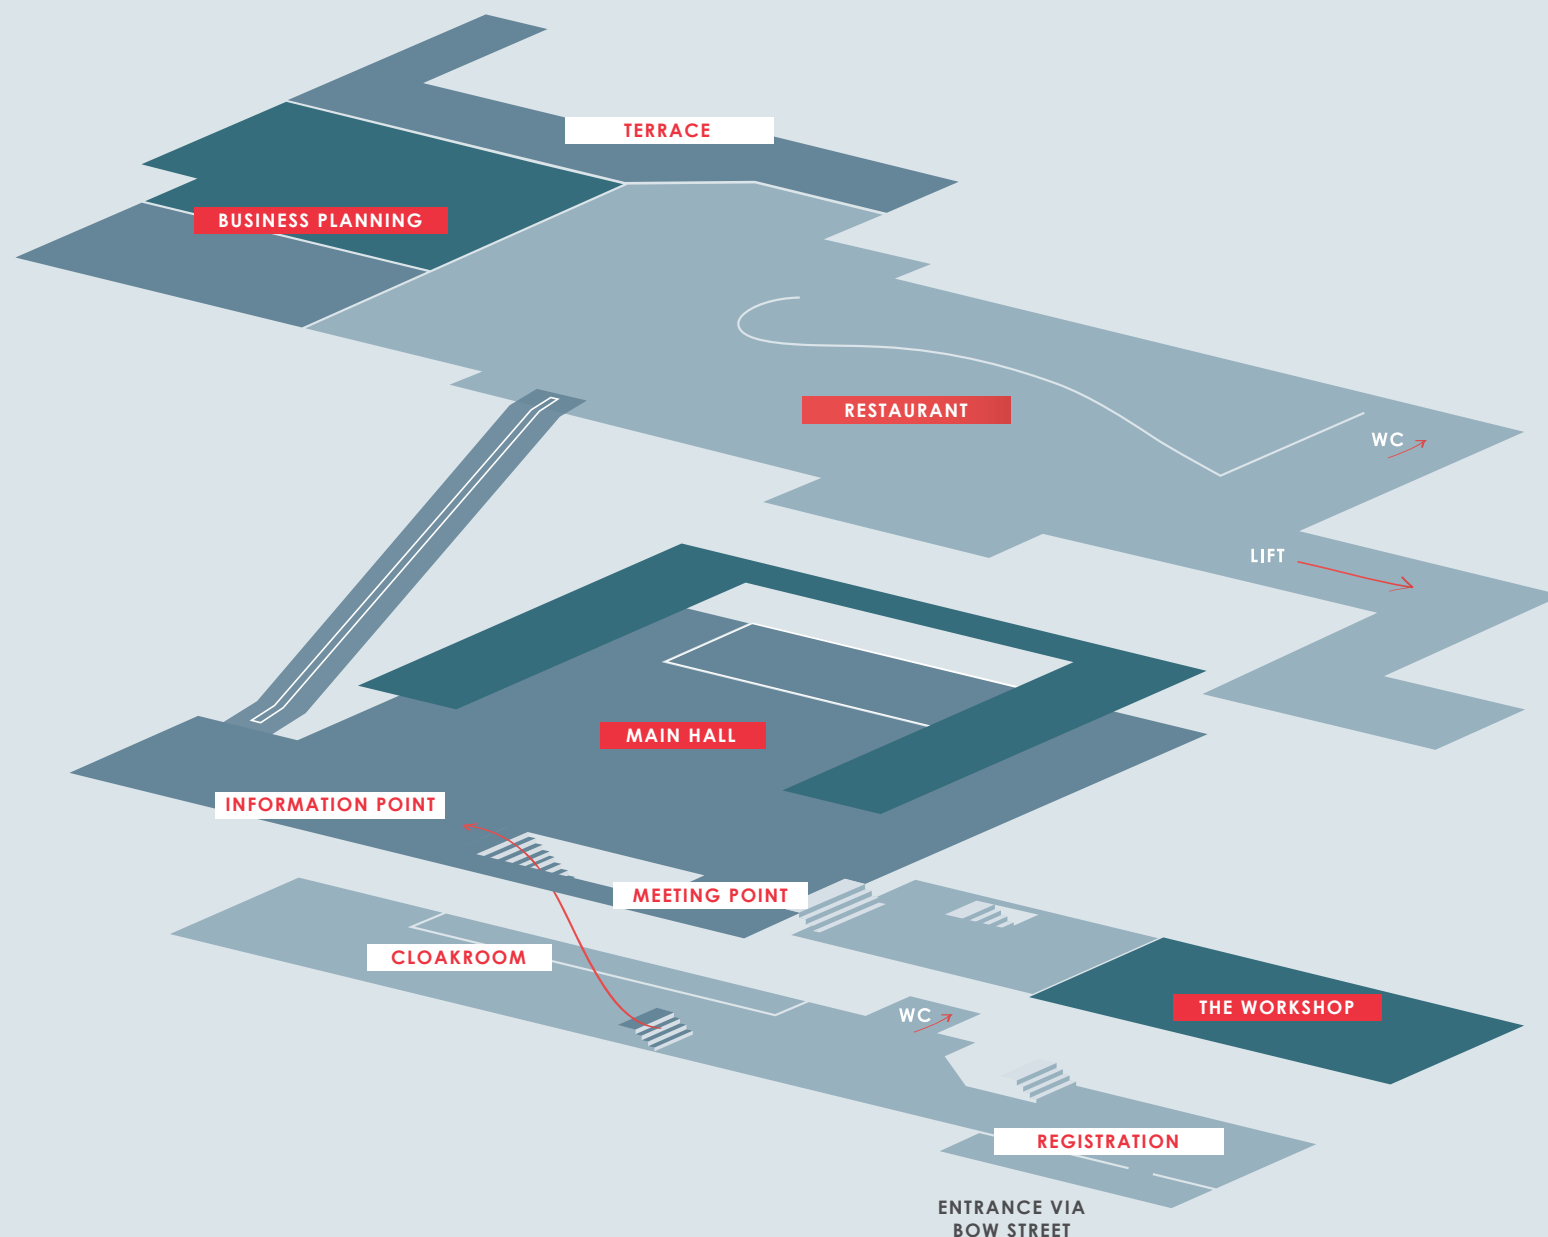 TERRACE
BUSINESS PLANNING
RESTAURANT
WC
LIFT
MAIN HALL
INFORMATION POINT
MEETING POINT
CLOAKROOM
THE WORKSHOP
WC
REGISTRATION
ENTRANCE VIA
BOW STREET